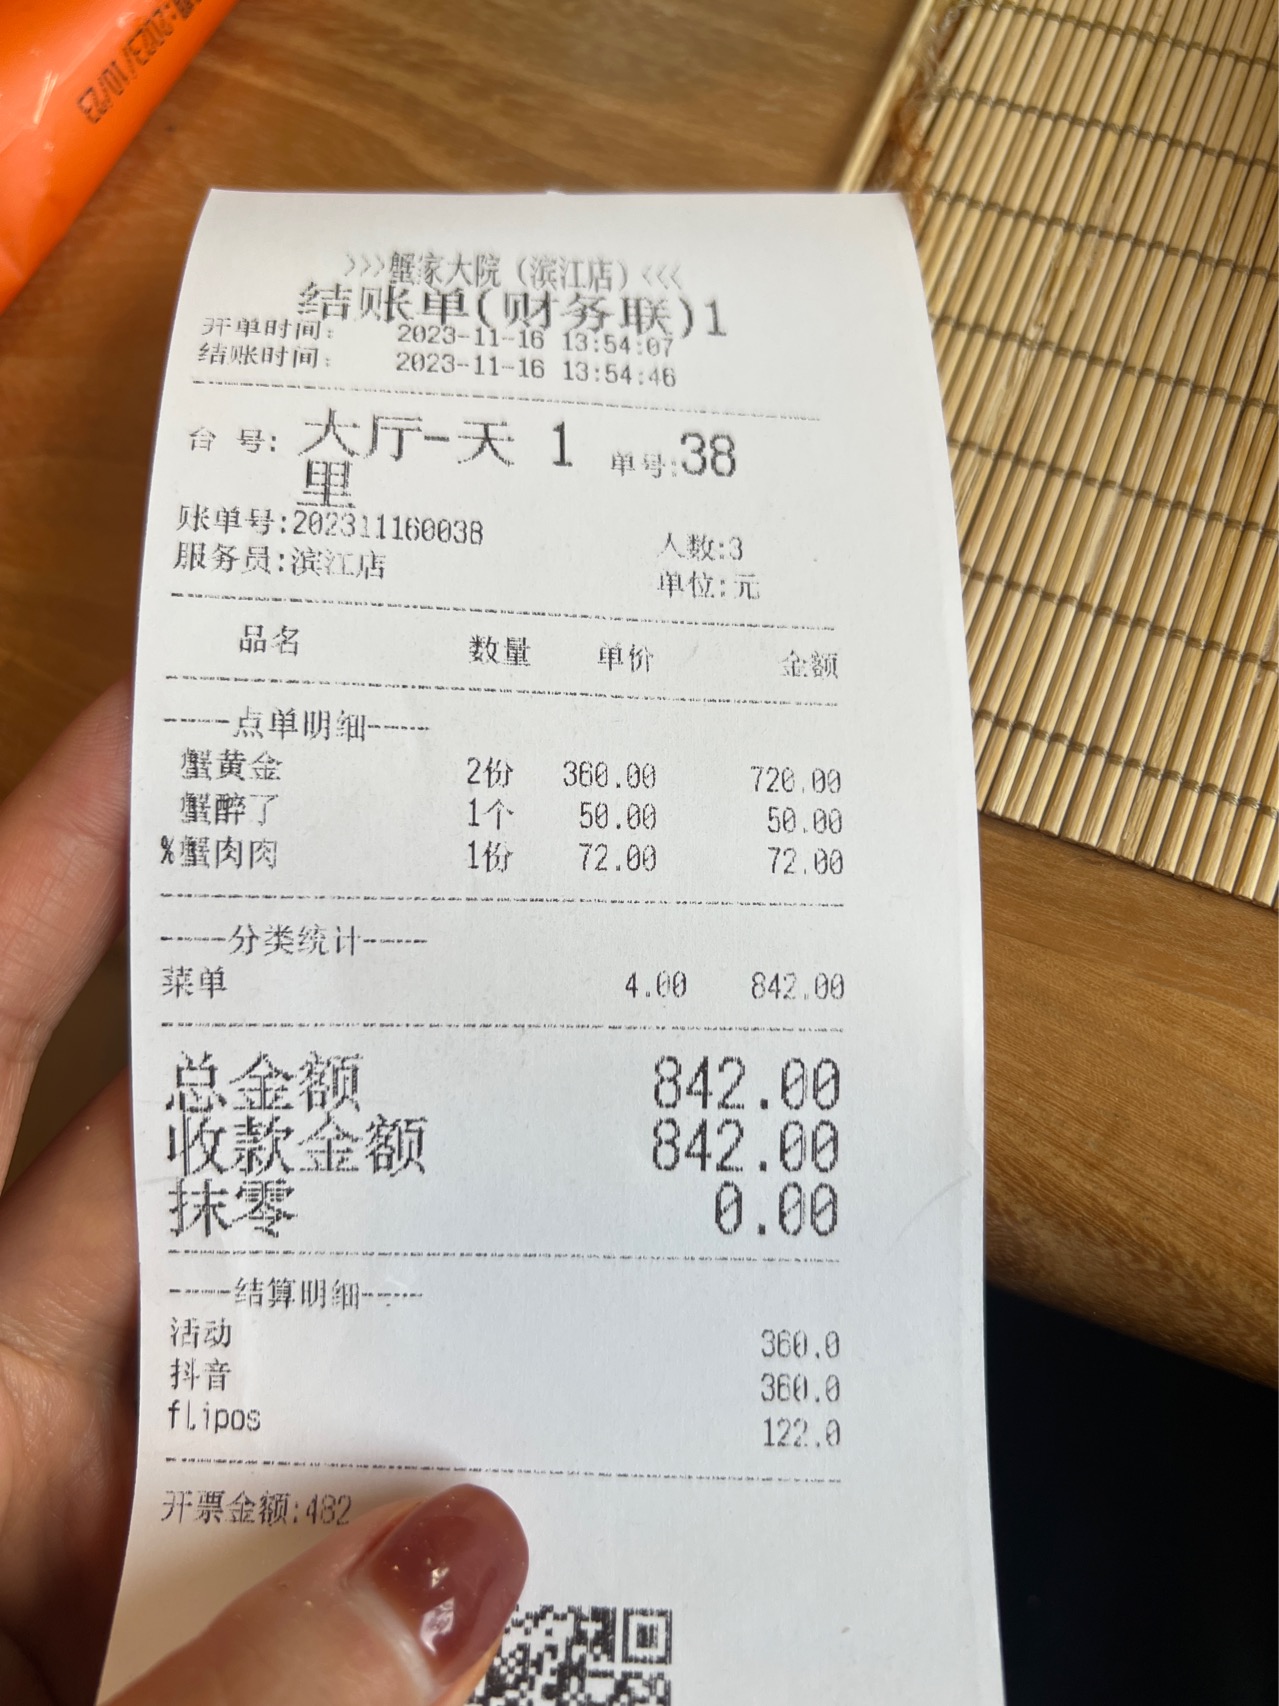 2023/10/23
>>>蟹家大院（滨江店）<<<
结账单(财务联)1
开单时间： 2023-11-16 13:54:07
结账时间： 2023-11-16 13:54:46
台 号: 大厅-天 1 单号:38
里
账单号:202311160038
人数:3
服务员:滨江店
单位:元
品名 数量 单价 金额
-----点单明细-----
蟹黄金 2份 360.00 720.00
蟹醉了 1个 50.00 50.00
%蟹肉肉 1份 72.00 72.00
-----分类统计-----
菜单 4.00 842.00
总金额 842.00
收款金额 842.00
抹零 0.00
-----结算明细-----
活动 360.0
抖音 360.0
flipos 122.0
开票金额:482